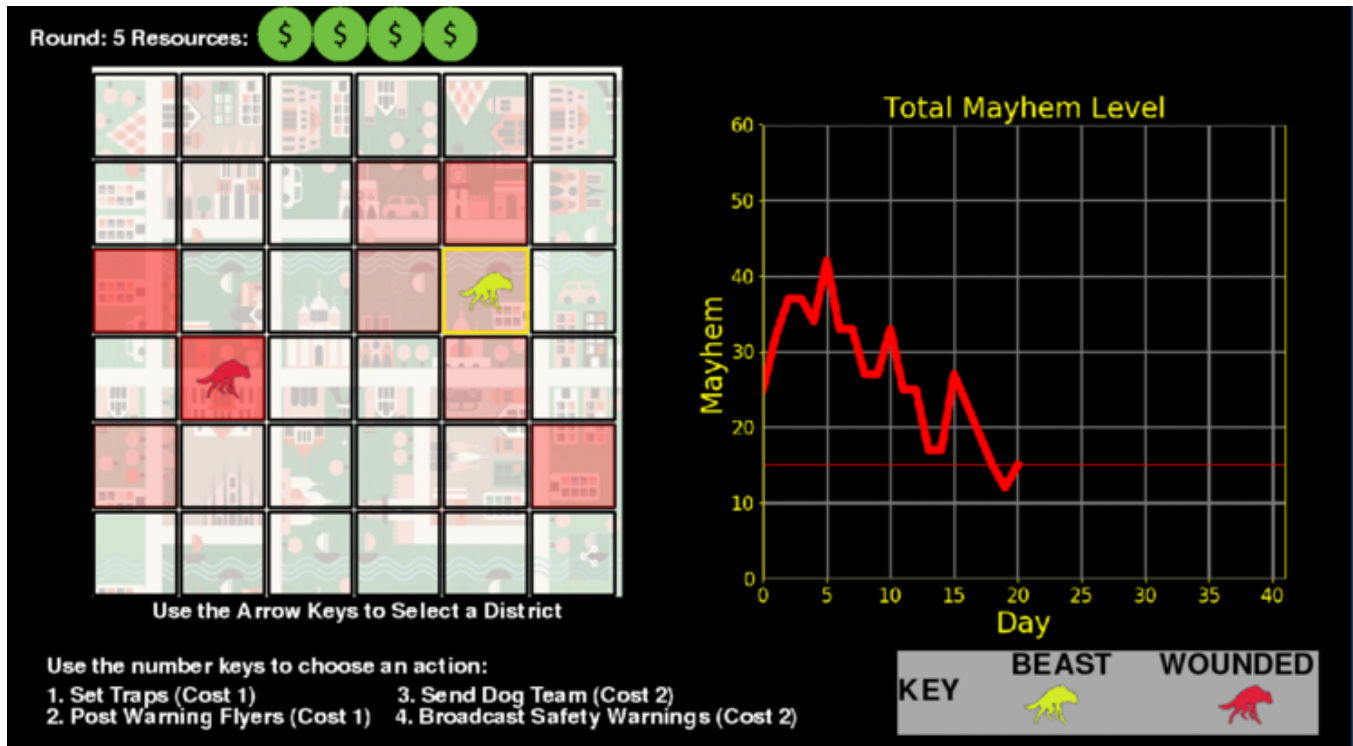 Round: 5 Resources: $ $ $ $
Total Mayhem Level
60
50
40
30
20
10
0
Mayhem
0 5 10 15 20 25 30 35 40
Day
Use the Arrow Keys to Select a District
Use the number keys to choose an action:
1. Set Traps (Cost 1) 3. Send Dog Team (Cost 2)
2. Post Warning Flyers (Cost 1) 4. Broadcast Safety Warnings (Cost 2)
KEY BEAST WOUNDED